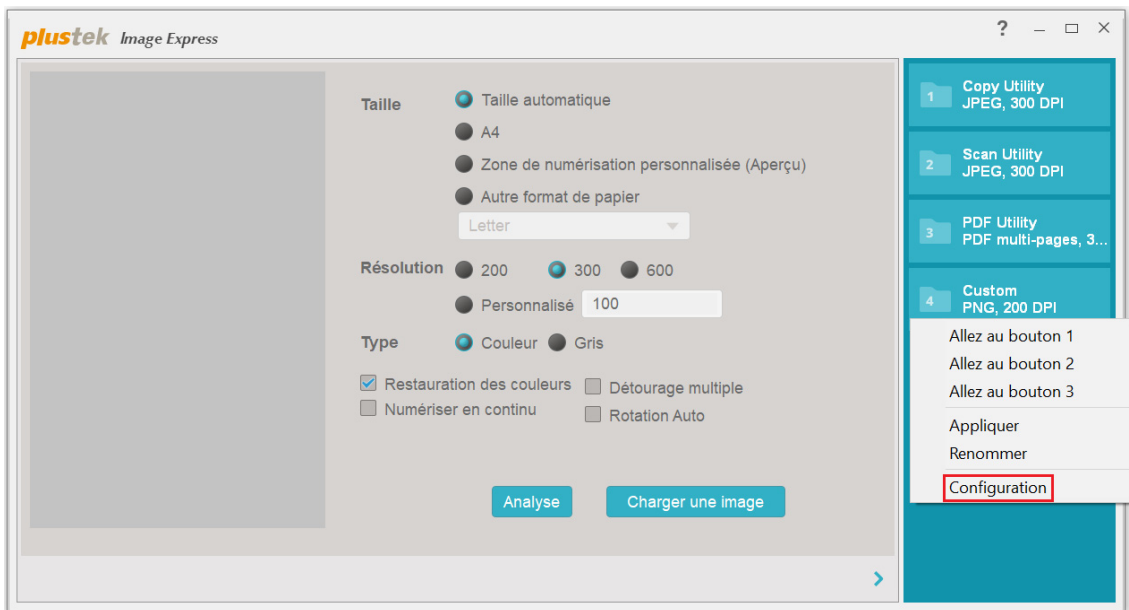 plustek Image Express
?
Taille
Taille automatique
A4
Zone de numérisation personnalisée (Aperçu)
Autre format de papier
Letter
Résolution 200 300 600
Personnalisé 100
Type Couleur Gris
Restauration des couleurs Détourage multiple
Numériser en continu Rotation Auto
Analyse Charger une image
1 Copy Utility
JPEG, 300 DPI
2 Scan Utility
JPEG, 300 DPI
3 PDF Utility
PDF multi-pages, 3...
4 Custom
PNG, 200 DPI
Allez au bouton 1
Allez au bouton 2
Allez au bouton 3
Appliquer
Renommer
Configuration